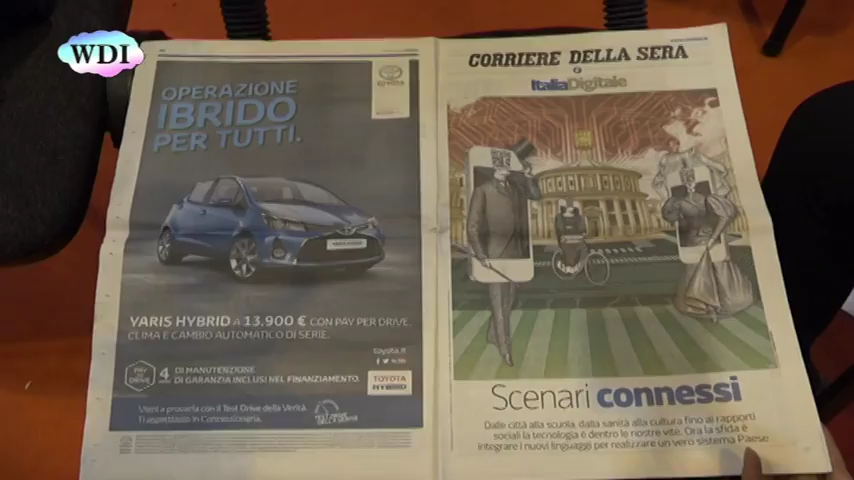 WDI
OPERAZIONE
IBRIDO
PER TUTTI.
TOYOTA
YARIS HYBRID A 13.900 € CON PAY PER DRIVE.
CLIMA E CAMBIO AUTOMATICO DI SERIE.
toyota.it
PAY PER DRIVE
4 DI MANUTENZIONE
DI GARANZIA INCLUSI NEL FINANZIAMENTO.
TOYOTA
HYBRID
Vieni a provarla con il Test Drive della Verità.
Ti aspettiamo in Concessionaria.
CORRIERE DELLA SERA
ItaliaDigitale
Scenari connessi
Dalle città alla scuola, dalla sanità alla cultura fino ai rapporti
sociali la tecnologia è dentro le nostre vite. Ora la sfida è
integrare i nuovi linguaggi per realizzare un vero sistema Paese